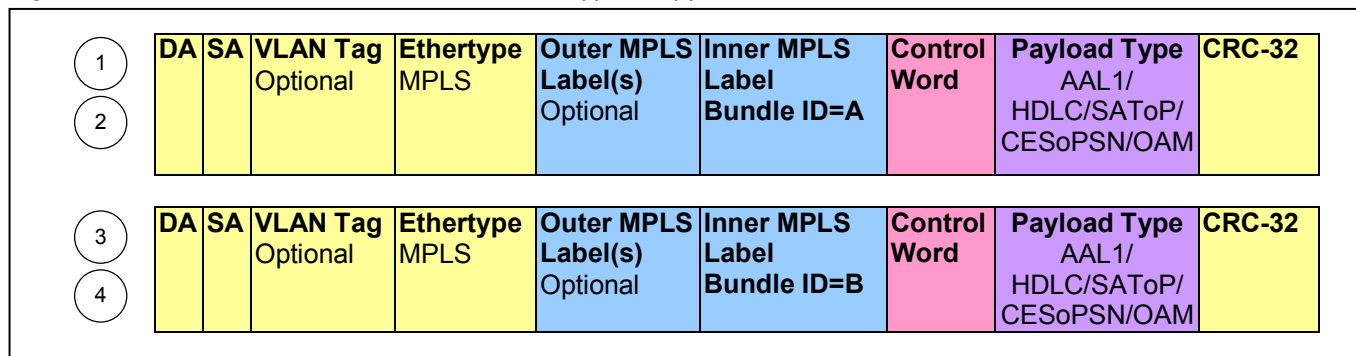 1
2
DA SA VLAN Tag Ethertype Outer MPLS Inner MPLS Control Payload Type CRC-32
Optional MPLS Label(s) Label Word AAL1/
Optional Bundle ID=A HDLC/SAToP/
CESoPSN/OAM
3
4
DA SA VLAN Tag Ethertype Outer MPLS Inner MPLS Control Payload Type CRC-32
Optional MPLS Label(s) Label Word AAL1/
Optional Bundle ID=B HDLC/SAToP/
CESoPSN/OAM